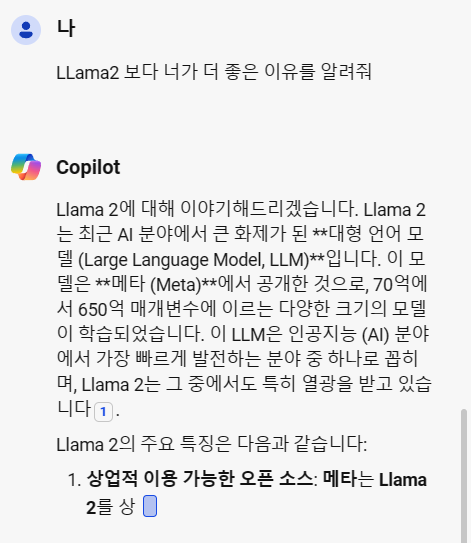 나
LLama2 보다 너가 더 좋은 이유를 알려줘
Copilot
Llama 2에 대해 이야기해드리겠습니다. Llama 2
는 최근 AI 분야에서 큰 화제가 된 **대형 언어 모
델 (Large Language Model, LLM)**입니다. 이 모
델은 **메타 (Meta)**에서 공개한 것으로, 70억에
서 650억 매개변수에 이르는 다양한 크기의 모델
이 학습되었습니다. 이 LLM은 인공지능 (AI) 분야
에서 가장 빠르게 발전하는 분야 중 하나로 꼽히
며, Llama 2는 그 중에서도 특히 열광을 받고 있습
니다 1 .
Llama 2의 주요 특징은 다음과 같습니다:
1. 상업적 이용 가능한 오픈 소스: 메타는 Llama
2를 상